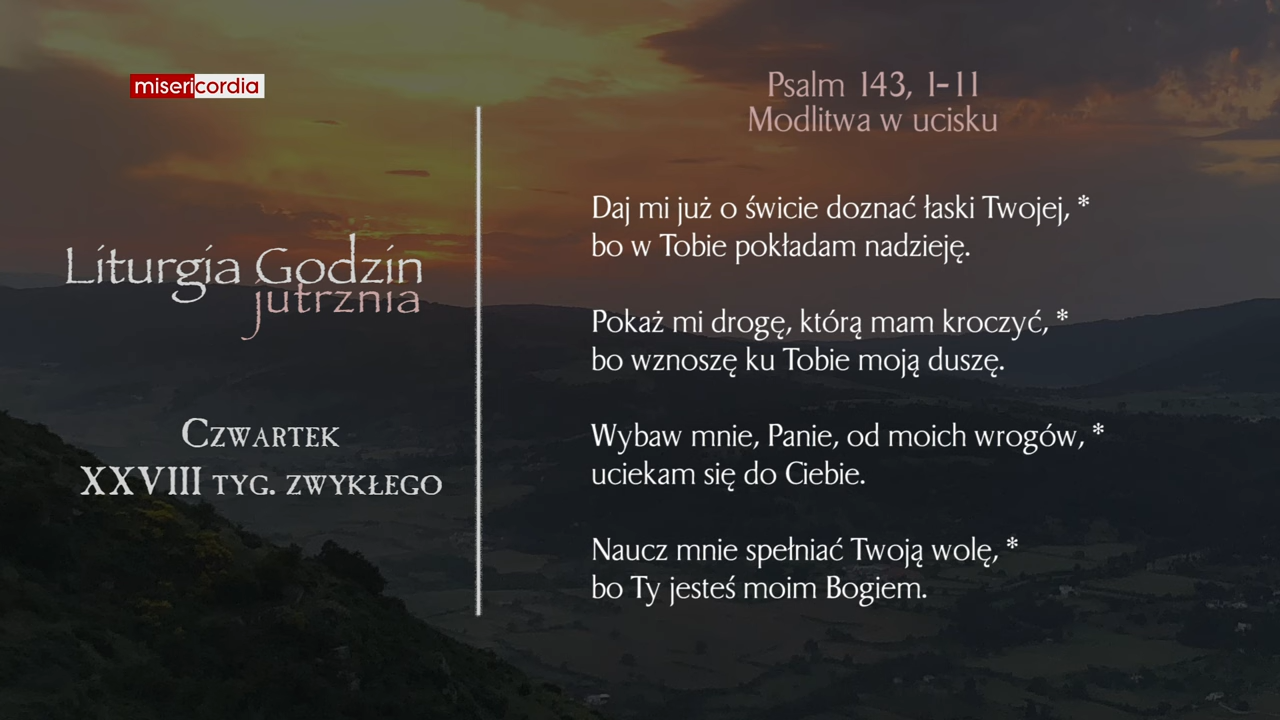 misericordia
Liturgia Godzin
jutrznia
Czwartek
XXVIII tyg. zwykłego
Psalm 143, 1-11
Modlitwa w ucisku
Daj mi już o świcie doznać łaski Twojej, *
bo w Tobie pokładam nadzieję.
Pokaż mi drogę, którą mam kroczyć, *
bo wznoszę ku Tobie moją duszę.
Wybaw mnie, Panie, od moich wrogów, *
uciekam się do Ciebie.
Naucz mnie spełniać Twoją wolę, *
bo Ty jesteś moim Bogiem.